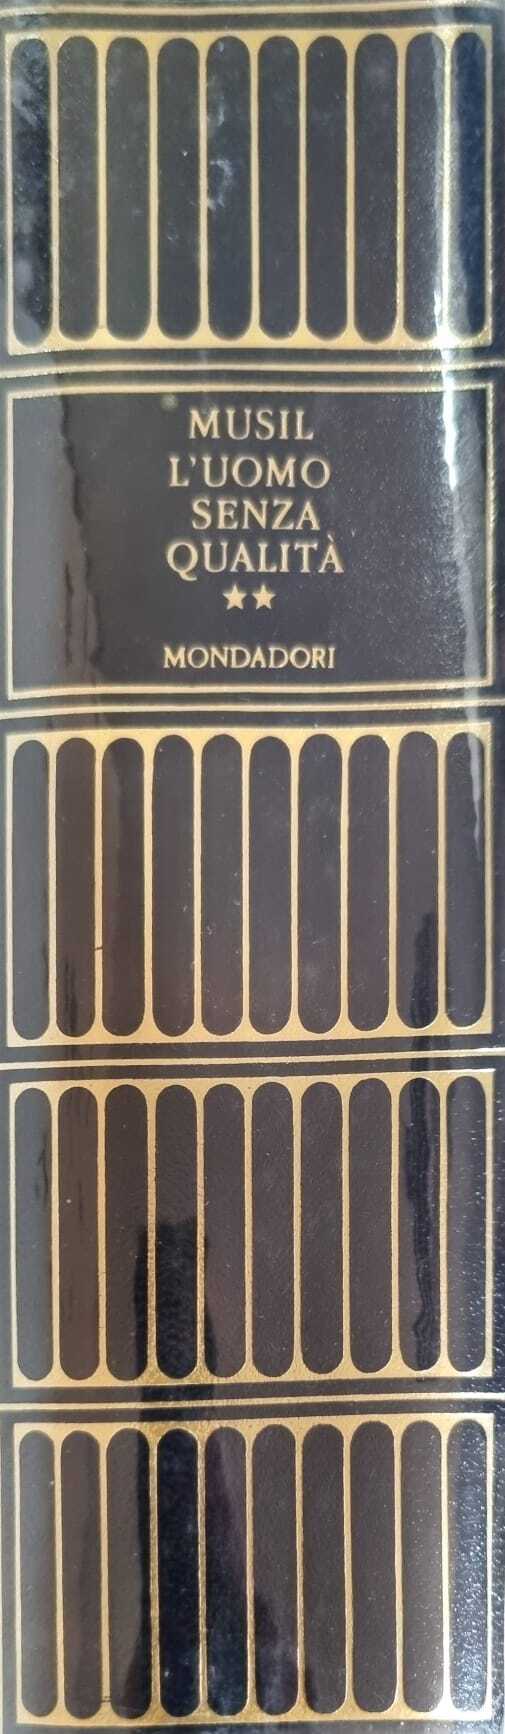 MUSIL
L'UOMO
SENZA
QUALITÀ
★★
MONDADORI